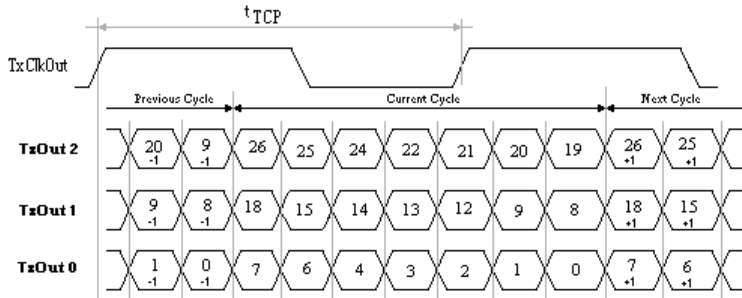 t TCP
TxClkOut
Previous Cycle Current Cycle Next Cycle
TxOut 2 20 -1 9 -1 26 25 24 22 21 20 19 26 +1 25 +1
TxOut 1 9 -1 8 -1 18 15 14 13 12 9 8 18 +1 15 +1
TxOut 0 1 -1 0 -1 7 6 4 3 2 1 0 7 +1 6 +1